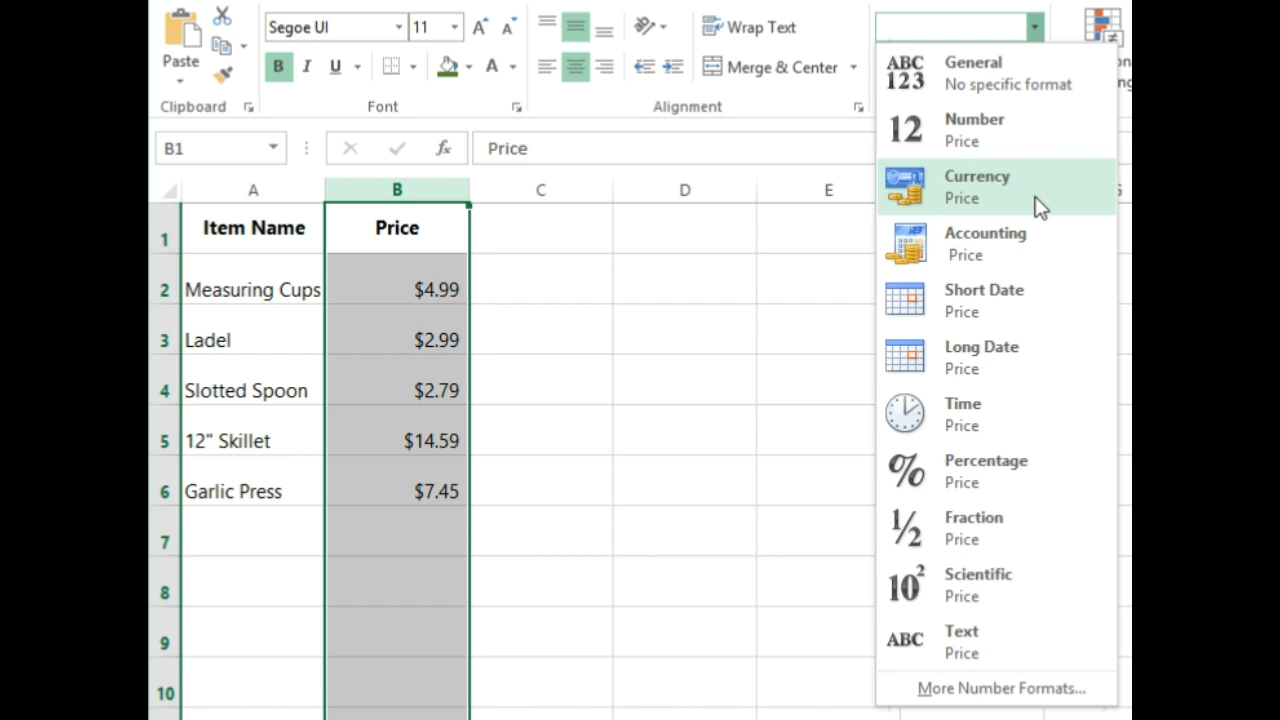 Segoe UI 11 A A Wrap Text
Paste B I U A Merge & Center
Clipboard Font Alignment
B1 fx Price
A B C D E
Item Name Price
1
2 Measuring Cups $4.99
3 Ladel $2.99
4 Slotted Spoon $2.79
5 12" Skillet $14.59
6 Garlic Press $7.45
7
8
9
10
ABC 123 General
No specific format
12 Number
Price
Currency
Price
Accounting
Price
Short Date
Price
Long Date
Price
Time
Price
% Percentage
Price
1/2 Fraction
Price
10² Scientific
Price
ABC Text
Price
More Number Formats...